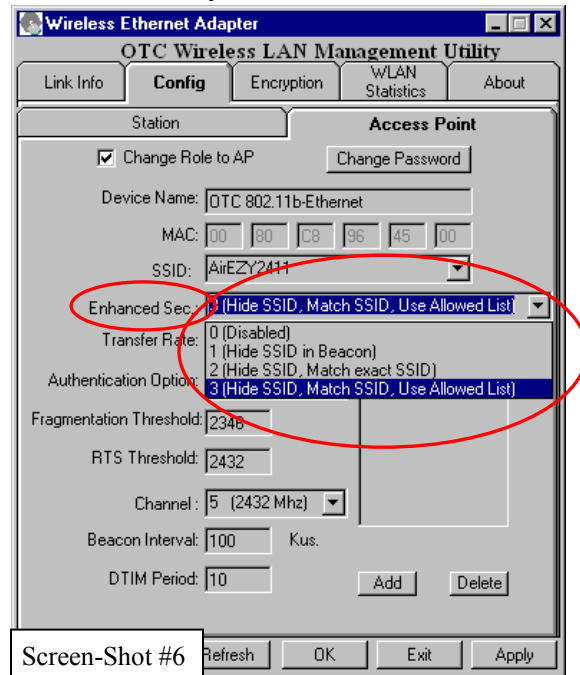 Wireless Ethernet Adapter
OTC Wireless LAN Management Utility
Link Info Config Encryption WLAN Statistics About
Station Access Point
Change Role to AP Change Password
Device Name: OTC 802.11b-Ethernet
MAC: 00 80 C8 96 45 00
SSID: AirEZY2411
Enhanced Sec.: (Hide SSID, Match SSID, Use Allowed List)
0 (Disabled)
Transfer Rate: 1 (Hide SSID in Beacon)
2 (Hide SSID, Match exact SSID)
Authentication Option: 3 (Hide SSID, Match SSID, Use Allowed List)
Fragmentation Threshold: 2346
RTS Threshold: 2432
Channel : 5 (2432 Mhz)
Beacon Interval: 100 Kus.
DTIM Period: 10 Add Delete
Screen-Shot #6 Refresh OK Exit Apply